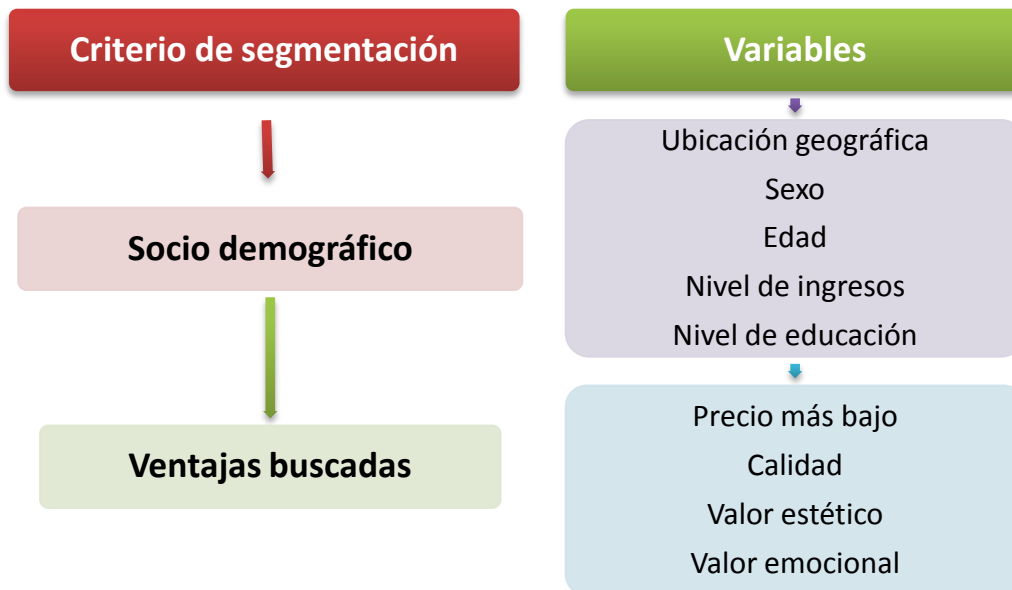 Criterio de segmentación
Variables
Socio demográfico
Ubicación geográfica
Sexo
Edad
Nivel de ingresos
Nivel de educación
Ventajas buscadas
Precio más bajo
Calidad
Valor estético
Valor emocional